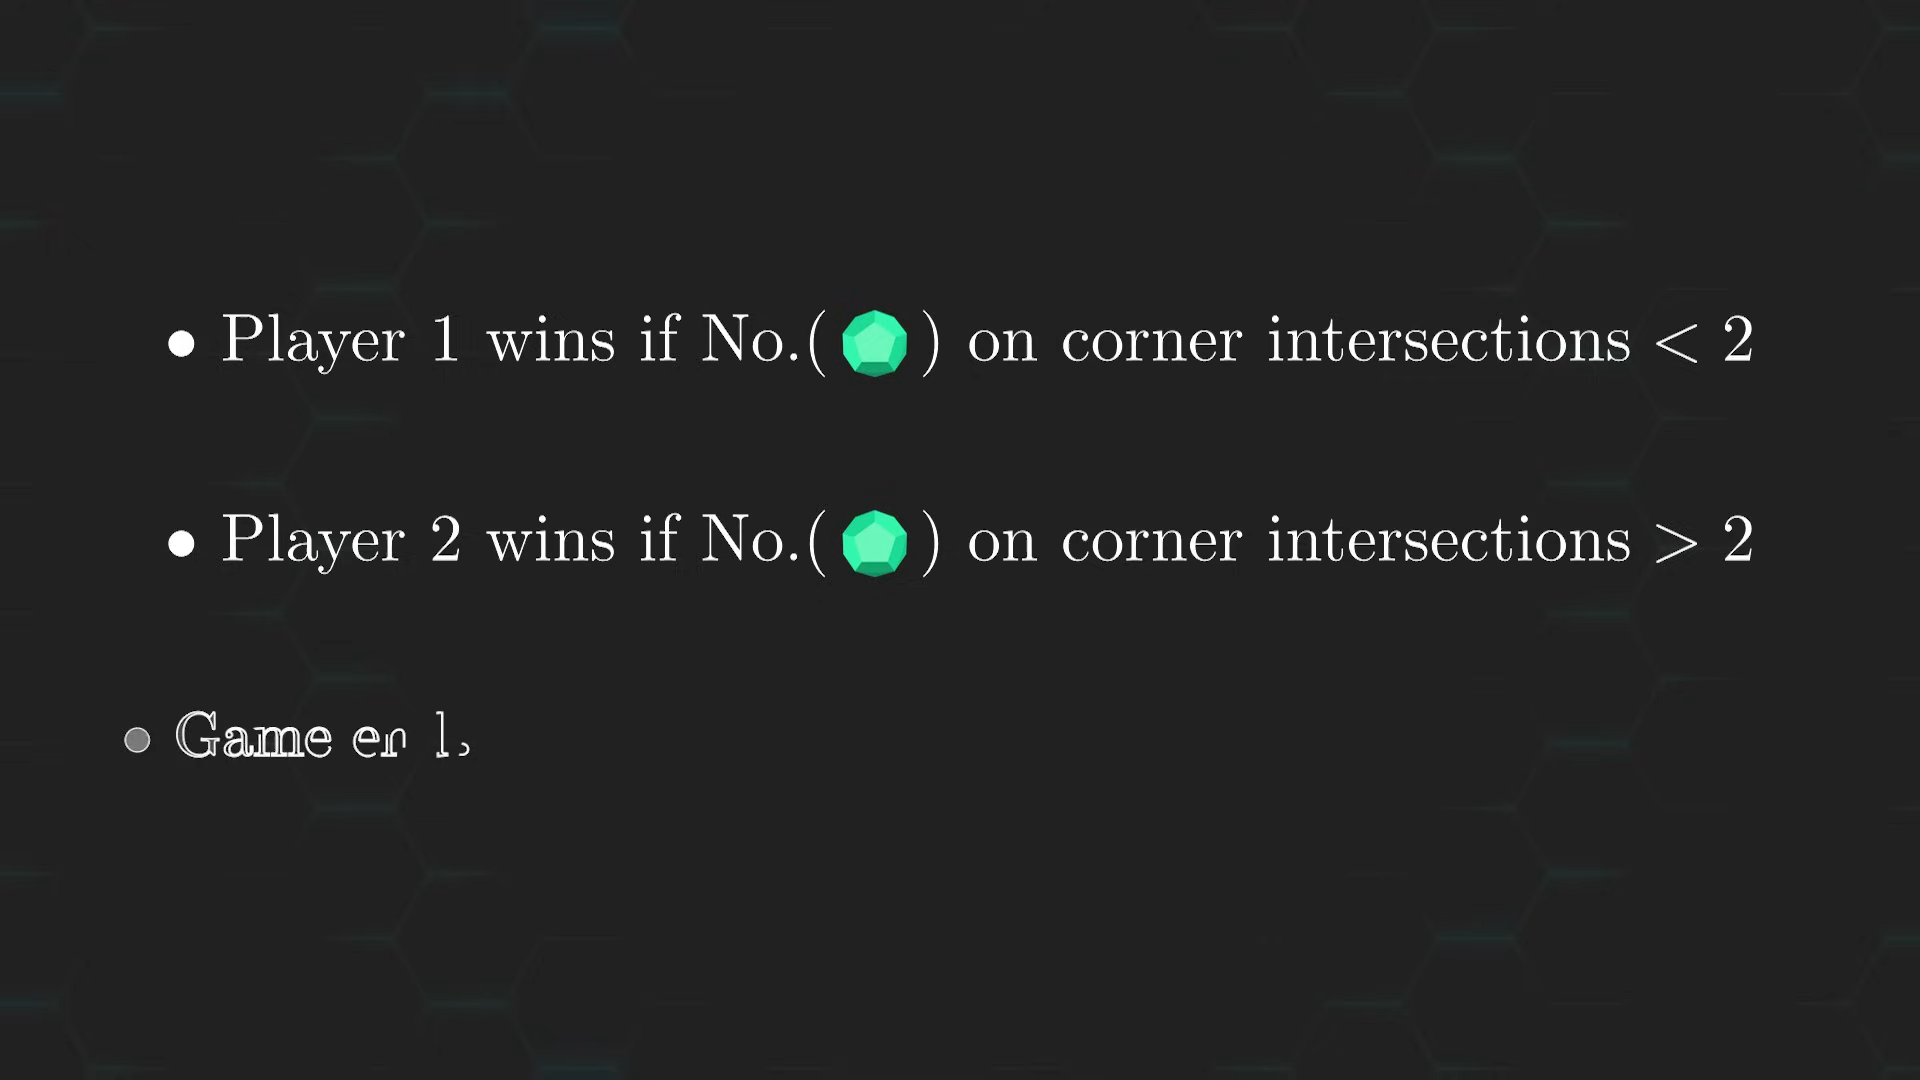 • Player 1 wins if No.( ) on corner intersections < 2
• Player 2 wins if No.( ) on corner intersections > 2
• Game